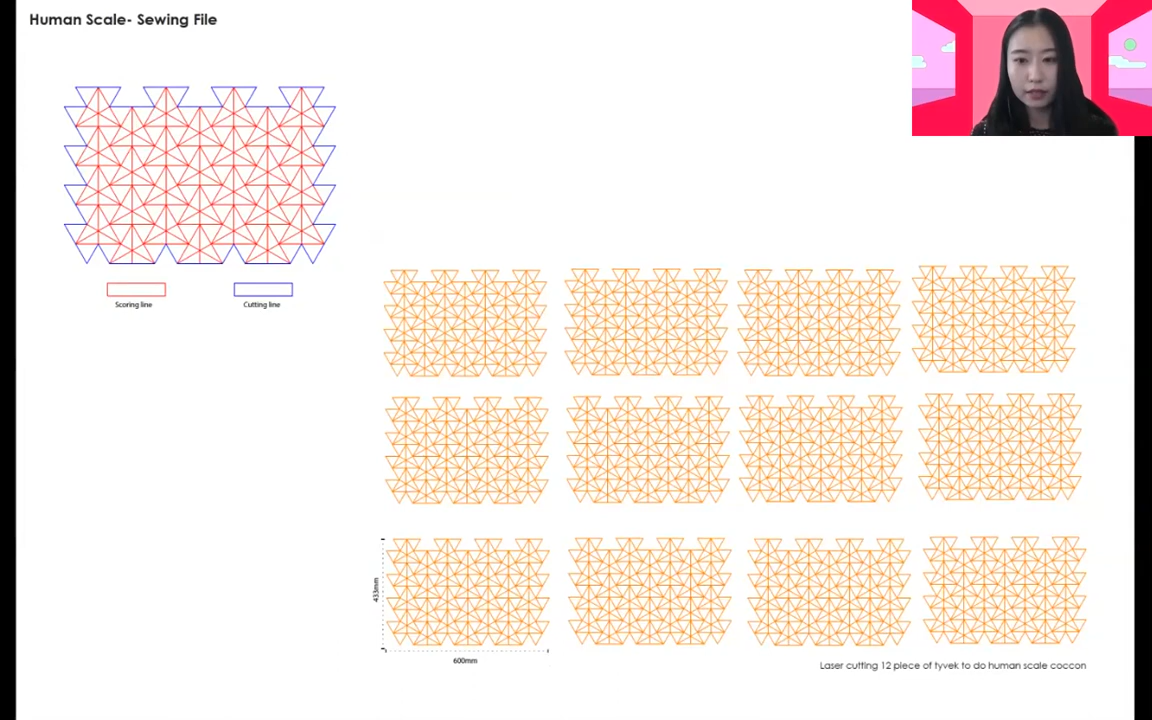 Human Scale- Sewing File
Scoring line
Cutting line
433mm
600mm
Laser cutting 12 piece of tyvek to do human scale coccon